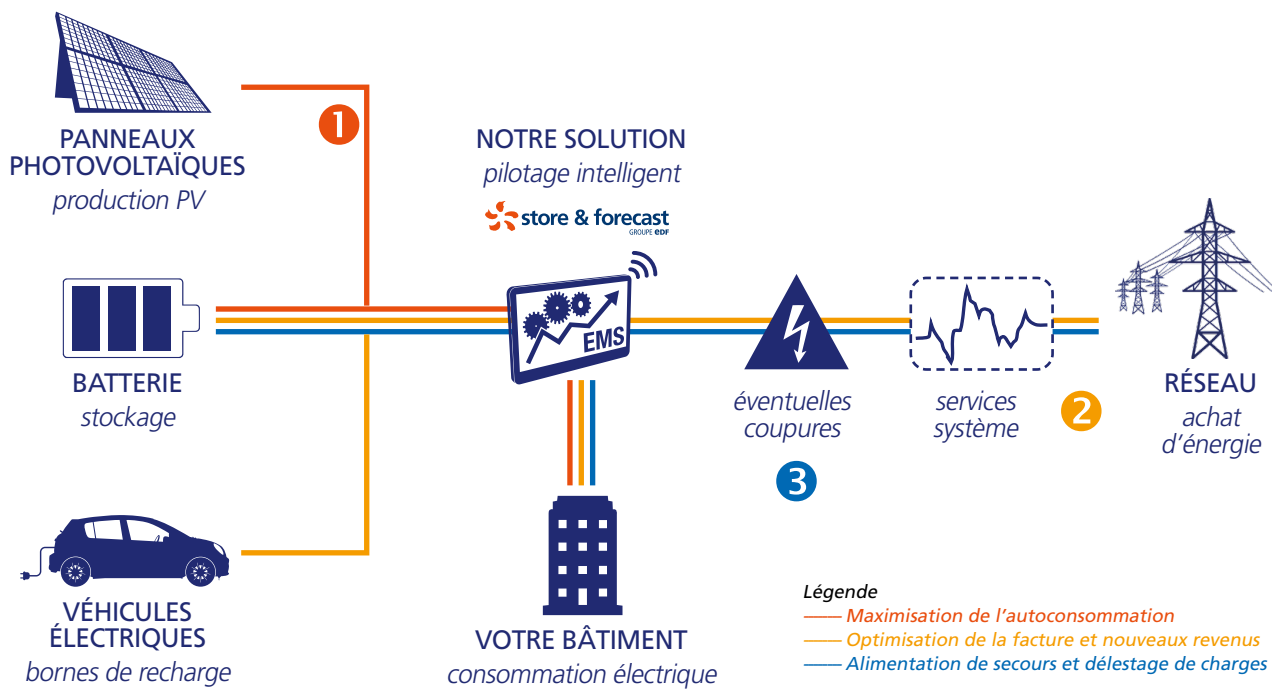 1
PANNEAUX
PHOTOVOLTAÏQUES
production PV
NOTRE SOLUTION
pilotage intelligent
store & forecast
GROUPE EDF
EMS
BATTERIE
stockage
éventuelles
coupures
3
services
système
2
RÉSEAU
achat
d'énergie
VÉHICULES
ÉLECTRIQUES
bornes de recharge
VOTRE BÂTIMENT
consommation électrique
Légende
Maximisation de l'autoconsommation
Optimisation de la facture et nouveaux revenus
Alimentation de secours et délestage de charges